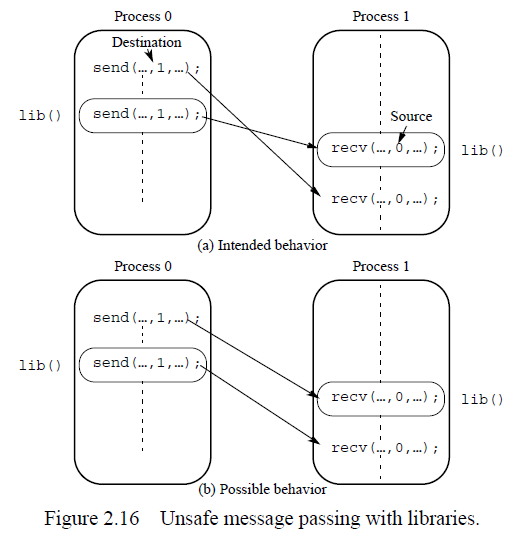 Process 0
Process 1
Destination
send(…,1,…);
lib()
send(…,1,…);
Source
recv(…,0,…);
lib()
recv(…,0,…);
(a) Intended behavior
Process 0
Process 1
send(…,1,…);
lib()
send(…,1,…);
recv(…,0,…);
lib()
recv(…,0,…);
(b) Possible behavior
Figure 2.16 Unsafe message passing with libraries.